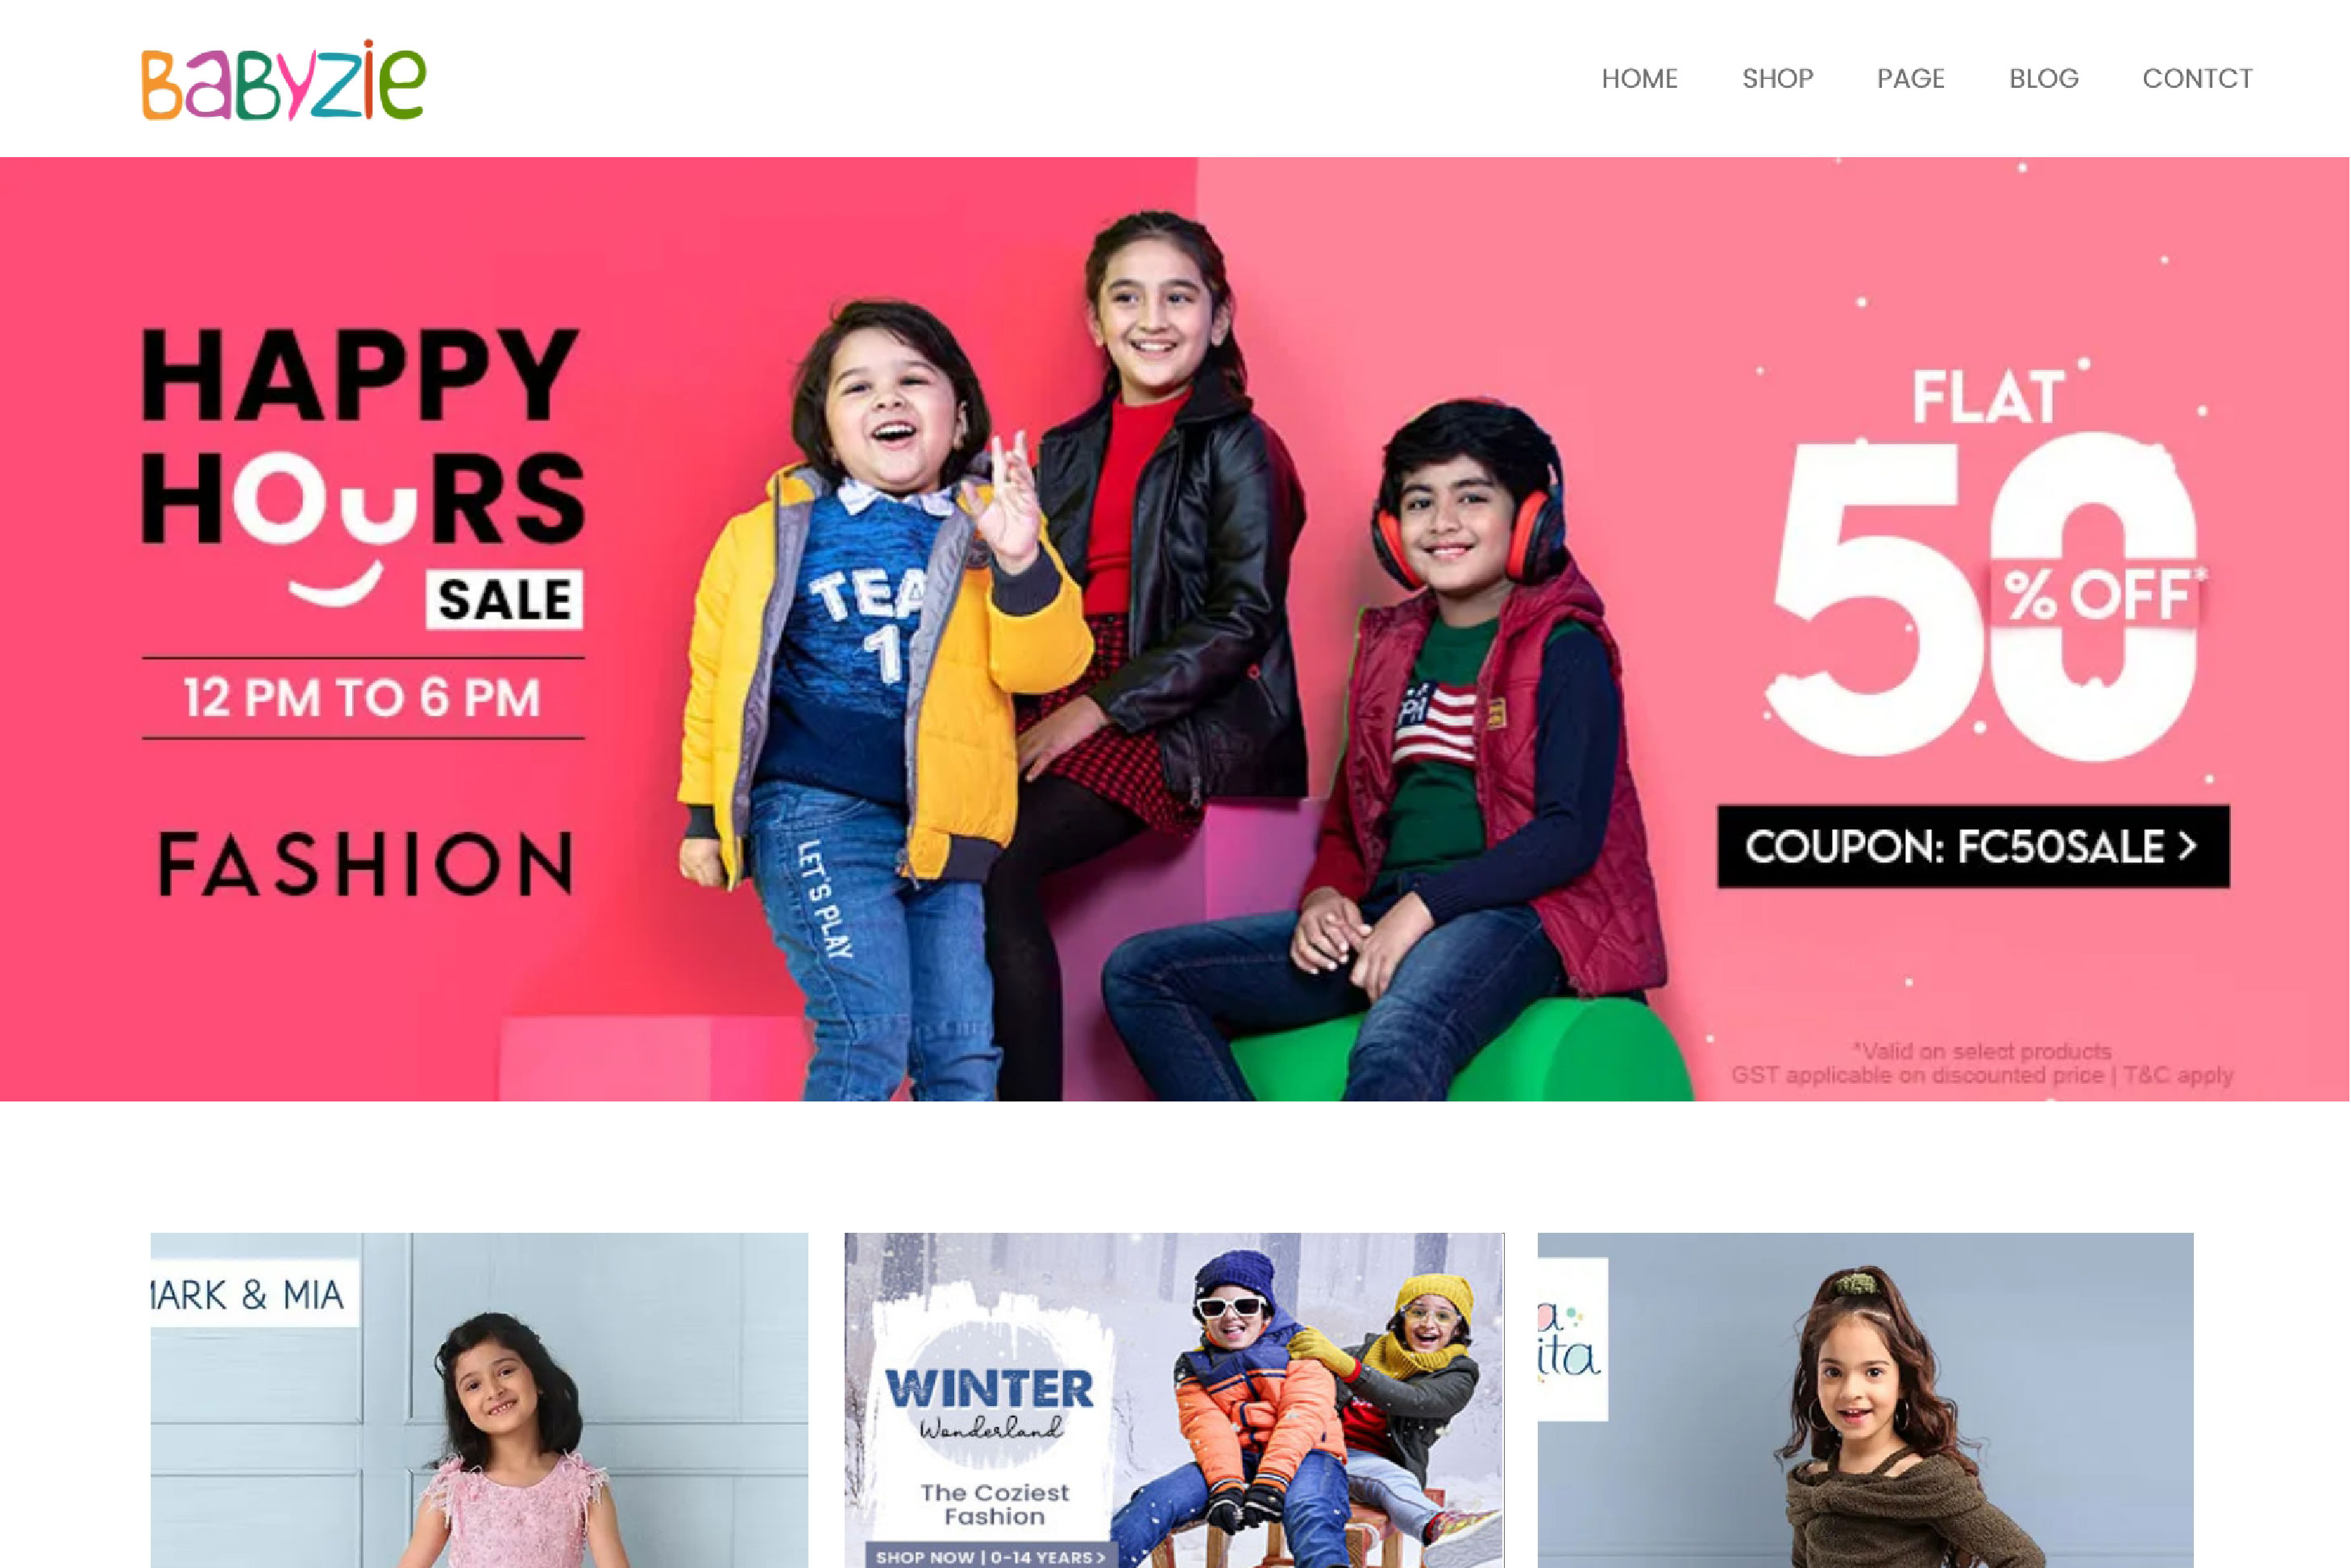 BaByzie
HOME SHOP PAGE BLOG CONTCT
HAPPY
HOuRS
SALE
12 PM TO 6 PM
FASHION
TEA
1
LET'S PLAY
FLAT
50
% OFF*
COUPON: FC50SALE >
*Valid on select products
GST applicable on discounted price | T&C apply
MARK & MIA
WINTER
Wonderland
The Coziest
Fashion
SHOP NOW | 0-14 YEARS >
a
ita